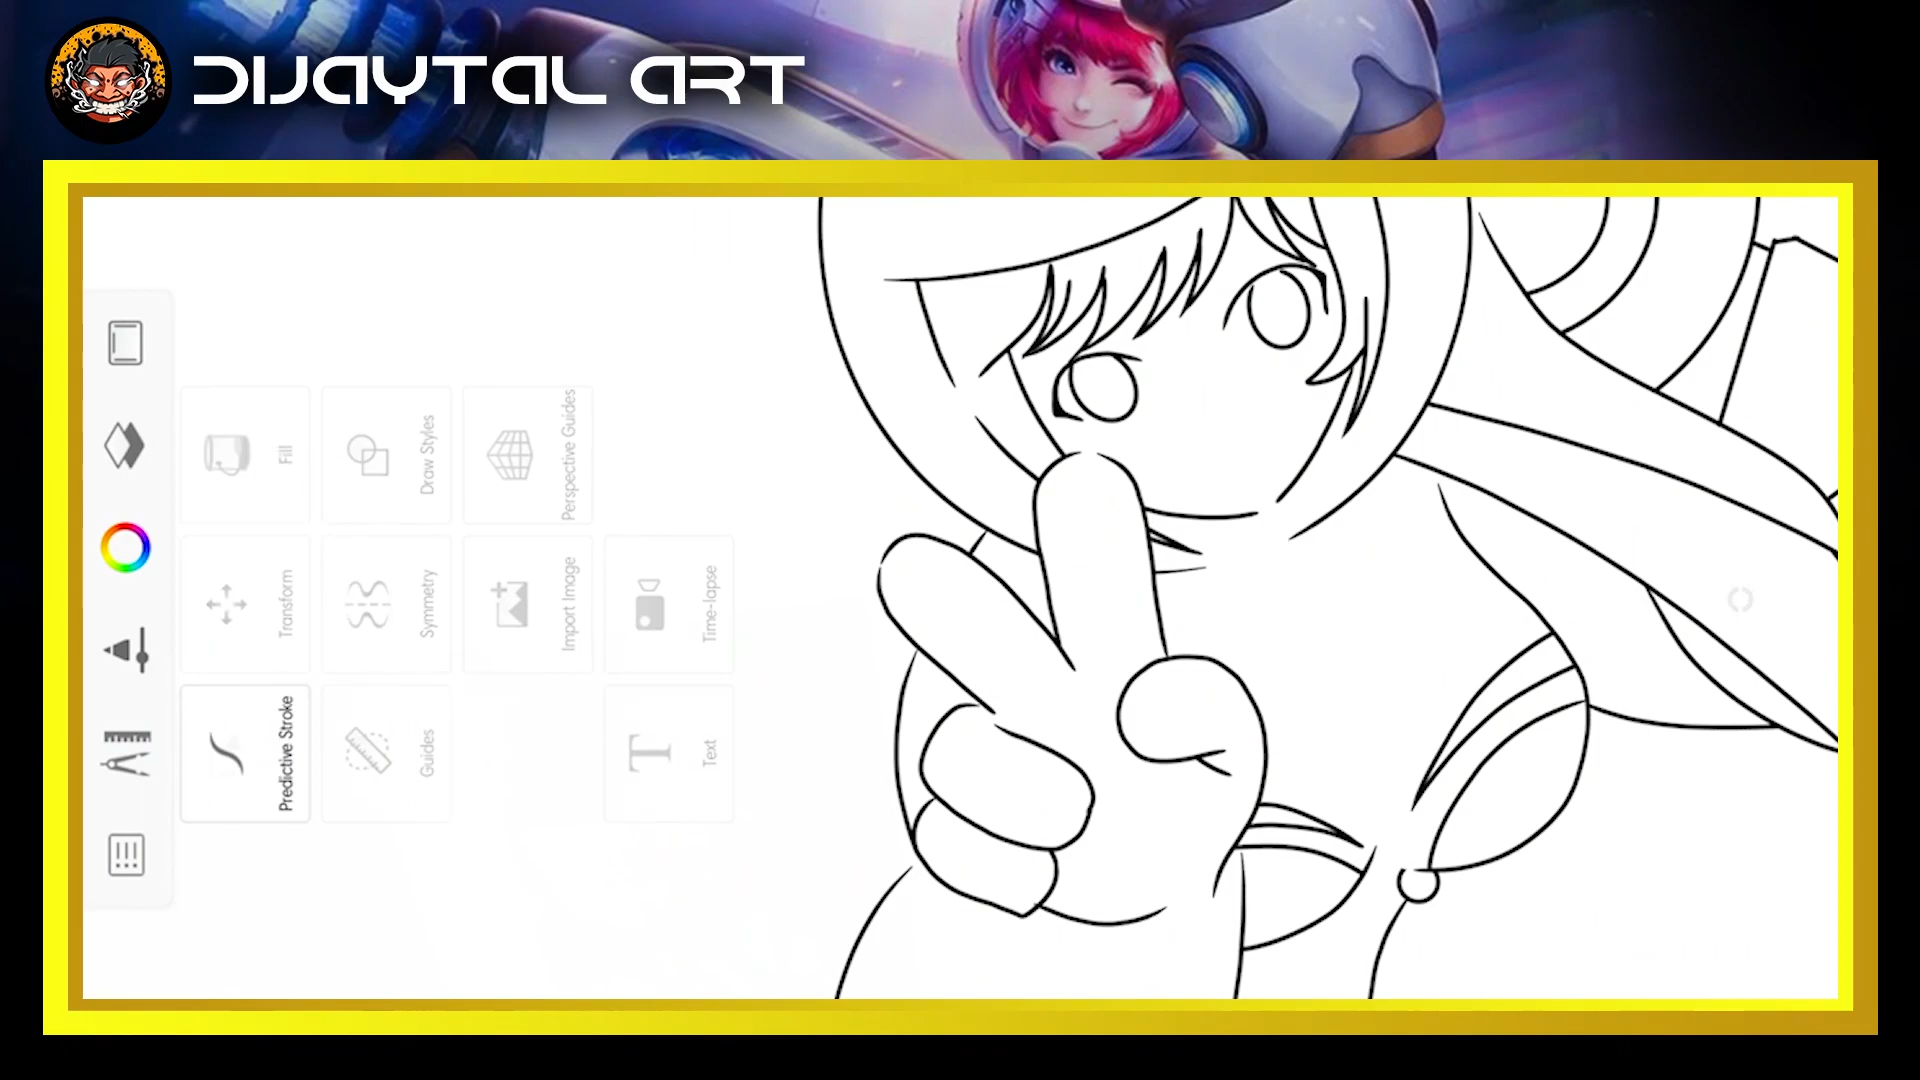 DIJAYTAL ART
Fill
Draw Styles
Perspective Guides
Transform
Symmetry
Import Image
Time-lapse
Predictive Stroke
Guides
Text